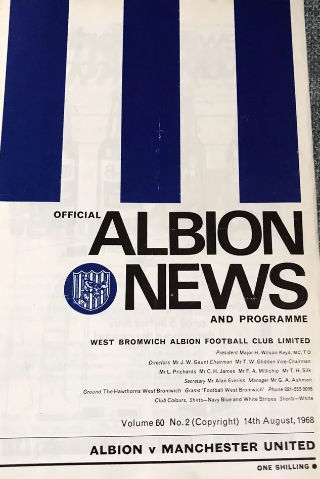 OFFICIAL
ALBION
NEWS
AND PROGRAMME
WEST BROMWICH ALBION FOOTBALL CLUB LIMITED
President Major H. Wilson Keys, MC, TD
Directors Mr J. W. Gaunt Chairman Mr T. W. Glidden Vice-Chairman
Mr L. Pritchards Mr C. H. James Mr F. A. Millichip Mr T. H. Silk
Secretary Mr Alan Everiss Manager Mr G. A. Ashman
Ground The Hawthorns West Bromwich Grams 'Football West Bromwich' Phone 021-553 0095
Club Colours, Shirts—Navy Blue and White Stripes Shorts—White
Volume 60 No. 2 (Copyright) 14th August, 1968
ALBION v MANCHESTER UNITED
ONE SHILLING